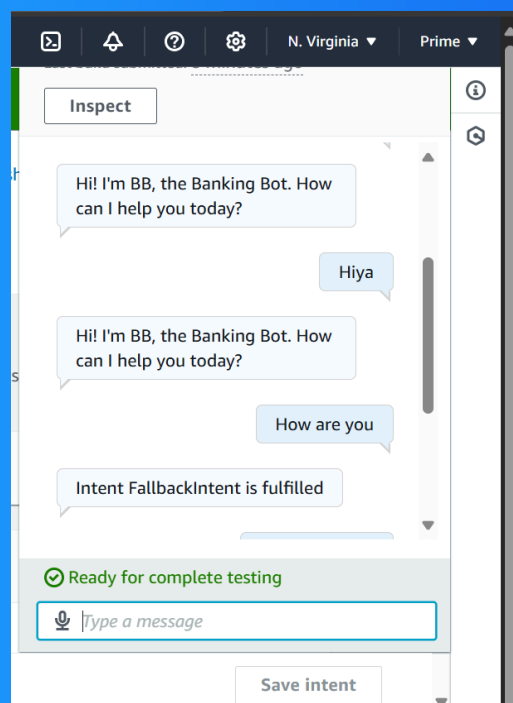 N. Virginia ▼ Prime ▼
Inspect
Hi! I'm BB, the Banking Bot. How
can I help you today?
Hiya
Hi! I'm BB, the Banking Bot. How
can I help you today?
How are you
Intent FallbackIntent is fulfilled
Ready for complete testing
Type a message
Save intent